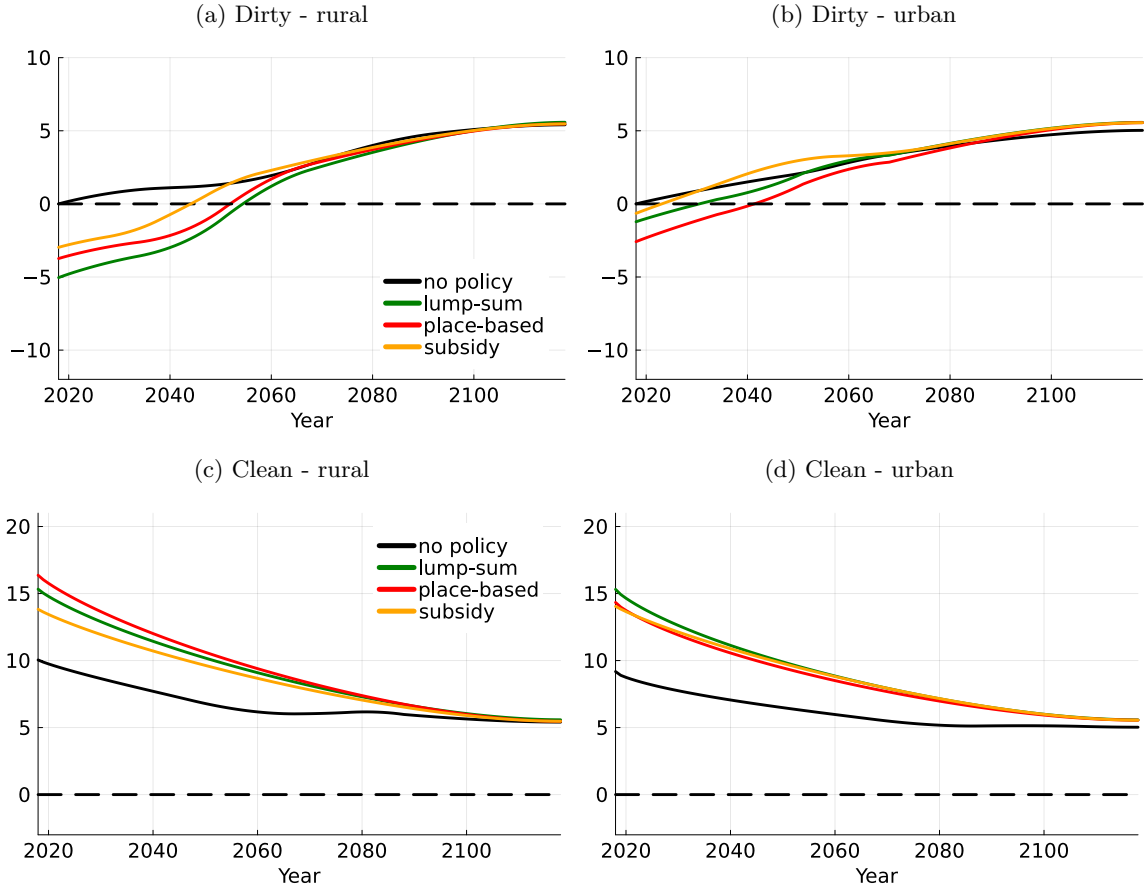 (a) Dirty - rural
10
5
0
−5
−10
no policy
lump-sum
place-based
subsidy
2020 2040 2060 2080 2100
Year
(b) Dirty - urban
10
5
0
−5
−10
2020 2040 2060 2080 2100
Year
(c) Clean - rural
20
15
10
5
0
no policy
lump-sum
place-based
subsidy
2020 2040 2060 2080 2100
Year
(d) Clean - urban
20
15
10
5
0
2020 2040 2060 2080 2100
Year